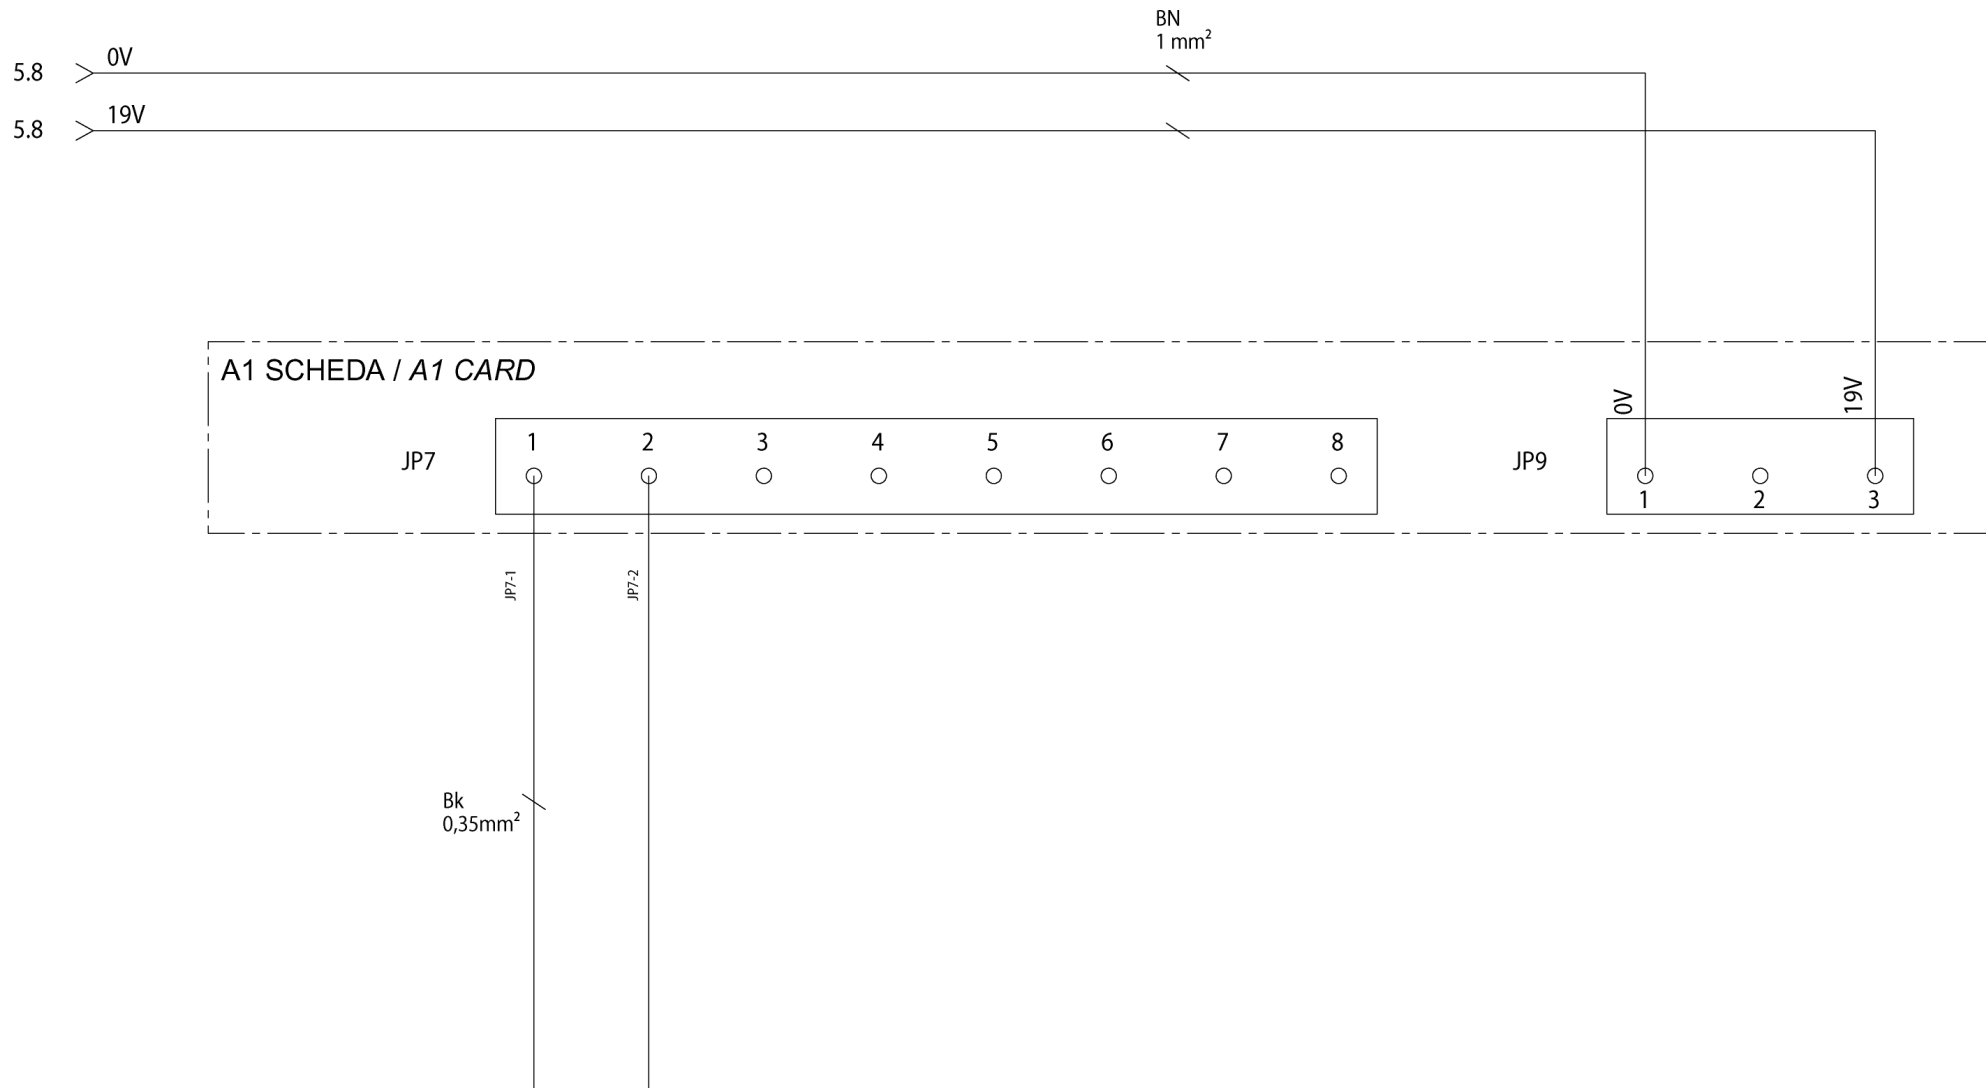 BN
1 mm²
5.8
0V
5.8
19V
A1 SCHEDA / A1 CARD
0V
19V
JP7
1 2 3 4 5 6 7 8
JP9
1 2 3
JP7-1
JP7-2
Bk
0,35mm²